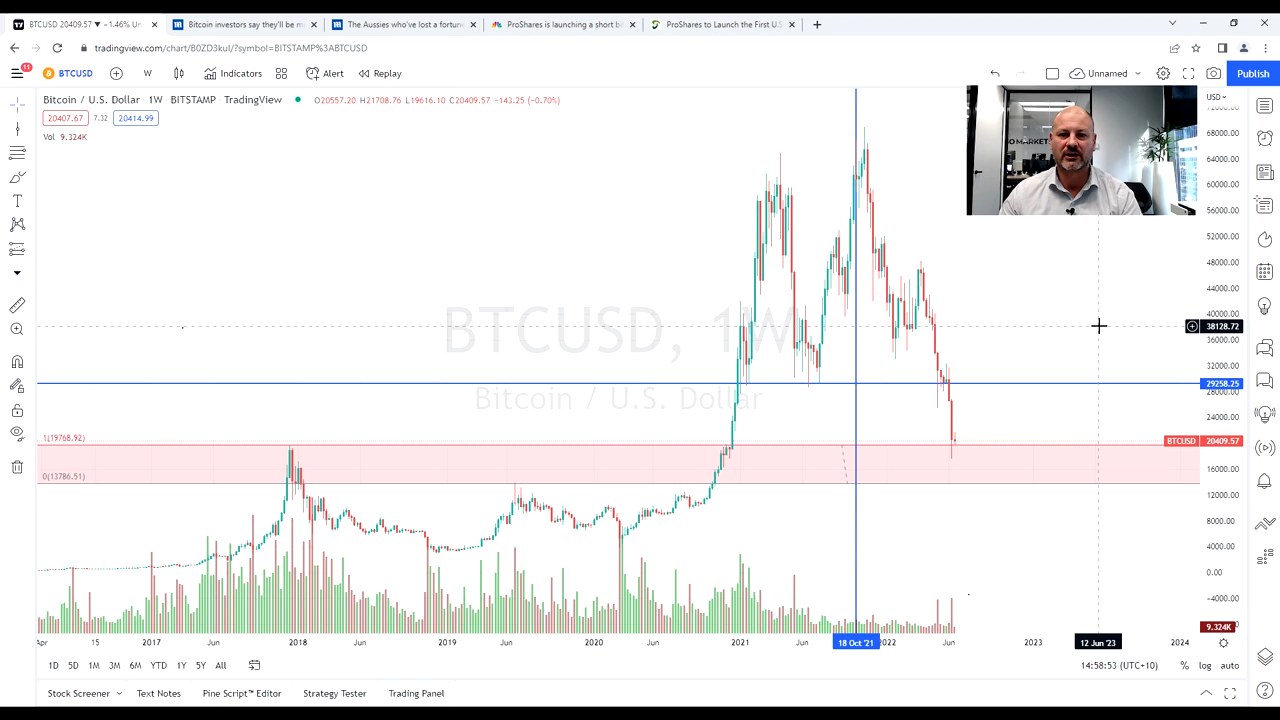 BTCUSD 20409.57 ▼ −1.46% Un
Bitcoin investors say they'll be m
The Aussies who've lost a fortune
ProShares is launching a short bi
ProShares to Launch the First U.S
tradingview.com/chart/B0ZD3kul/?symbol=BITSTAMP%3ABTCUSD
11
BTCUSD
W
Indicators
Alert
Replay
Unnamed
Publish
Bitcoin / U.S. Dollar 1W BITSTAMP TradingView
O20557.20 H21708.76 L19616.10 C20409.57 −143.25 (−0.70%)
USD
20407.67 7.32 20414.99
Vol 9.324K
72000.00
68000.00
64000.00
60000.00
56000.00
52000.00
48000.00
44000.00
40000.00
38128.72
36000.00
32000.00
29258.25
28000.00
24000.00
BTCUSD 20409.57
16000.00
12000.00
8000.00
4000.00
0.00
−4000.00
9.324K
BTCUSD, 1W
Bitcoin / U.S. Dollar
1(19768.92)
0(13786.51)
O MARKETS
Apr 15 2017 Jun 2018 Jun 2019 Jun 2020 Jun 2021 Jun 18 Oct '21 2022 Jun 2023 12 Jun '23 2024
1D 5D 1M 3M 6M YTD 1Y 5Y All
14:58:53 (UTC+10) % log auto
Stock Screener Text Notes Pine Script™ Editor Strategy Tester Trading Panel